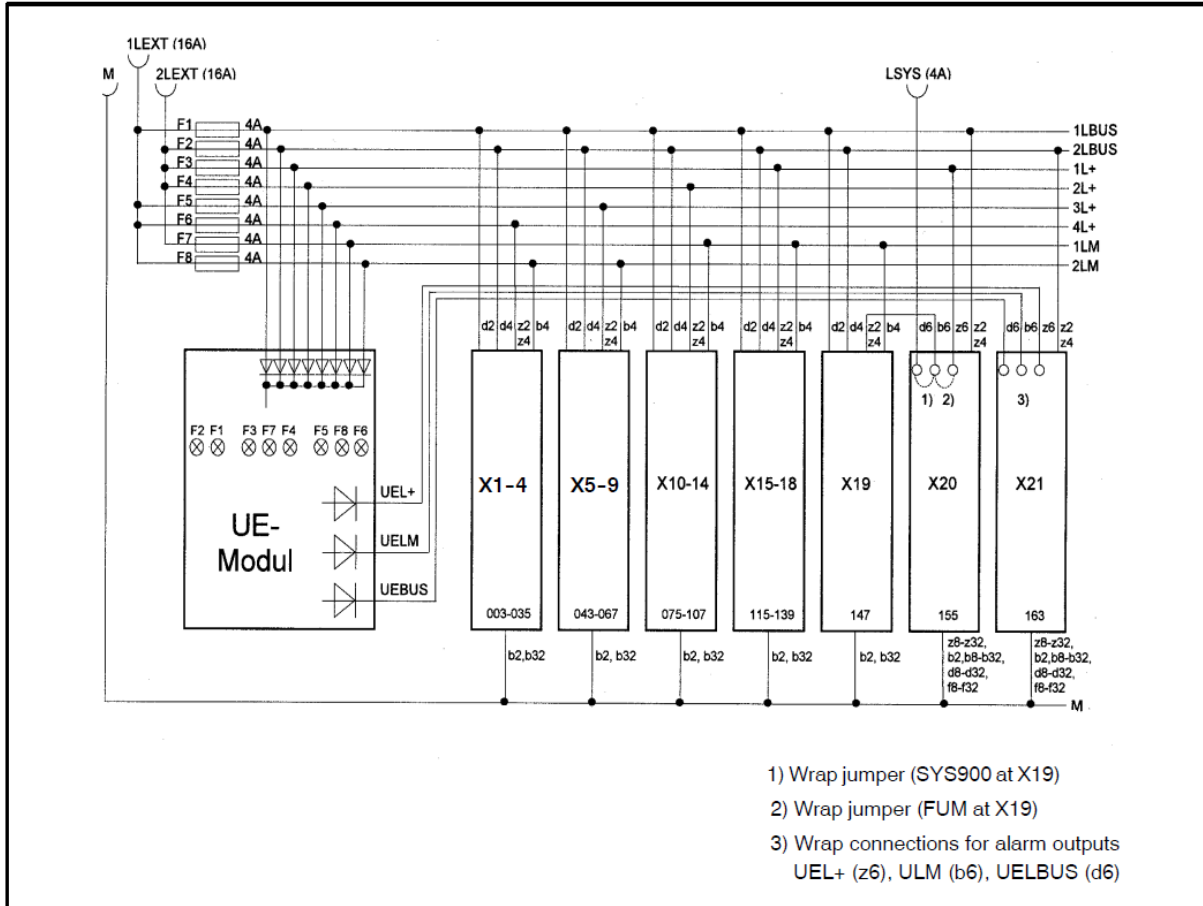 1LEXT (16A)
M 2LEXT (16A) LSYS (4A)
F1 4A 1LBUS
F2 4A 2LBUS
F3 4A 1L+
F4 4A 2L+
F5 4A 3L+
F6 4A 4L+
F7 4A 1LM
F8 4A 2LM
d2 d4 z2 b4 d2 d4 z2 b4 d2 d4 z2 b4 d2 d4 z2 b4 d2 d4 z2 b4 d6 b6 z6 z2 d6 b6 z6 z2
z4 z4 z4 z4 z4 z4 z4
1) 2) 3)
F2 F1 F3 F7 F4 F5 F8 F6
X1-4 X5-9 X10-14 X15-18 X19 X20 X21
UEL+
UE-
Modul
UELM
UEBUS
003-035 043-067 075-107 115-139 147 155 163
b2,b32 b2, b32 b2, b32 b2, b32 b2, b32
z8-z32,
b2,b8-b32,
d8-d32,
f8-f32
z8-z32,
b2,b8-b32,
d8-d32,
f8-f32
M
1) Wrap jumper (SYS900 at X19)
2) Wrap jumper (FUM at X19)
3) Wrap connections for alarm outputs
UEL+ (z6), ULM (b6), UELBUS (d6)